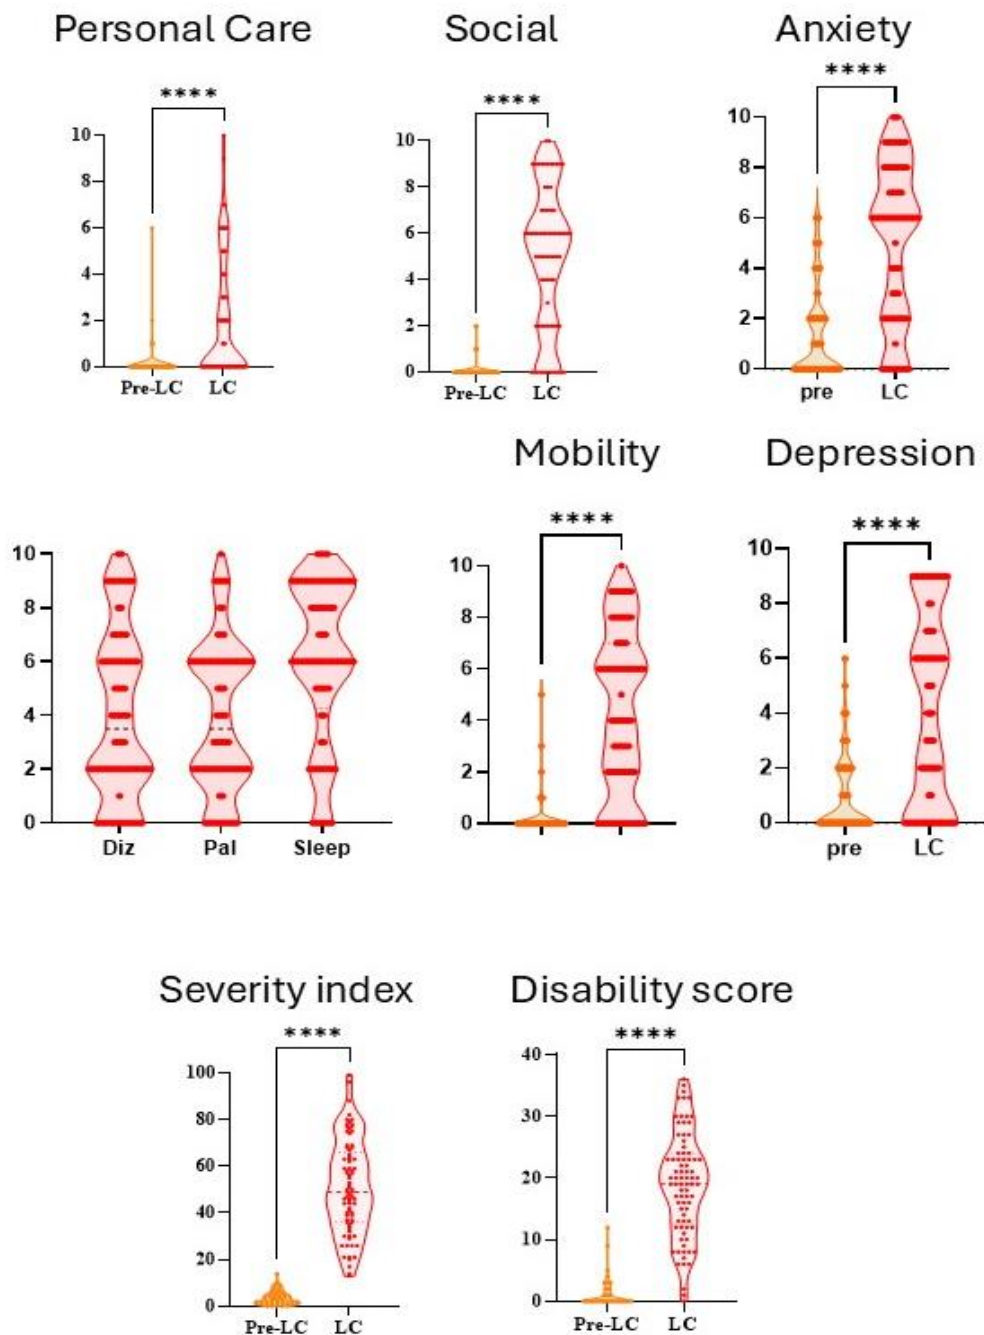 Personal Care Social Anxiety
**** **** ****
10 10 10
8 8 8
6 6 6
4 4 4
2 2 2
0 0 0
Pre-LC LC Pre-LC LC pre LC
Mobility Depression
**** ****
10 10 10
8 8 8
6 6 6
4 4 4
2 2 2
0 0 0
Diz Pal Sleep pre LC
Severity index Disability score
**** ****
100 40
80 30
60 20
40 10
20 0
0
Pre-LC LC Pre-LC LC